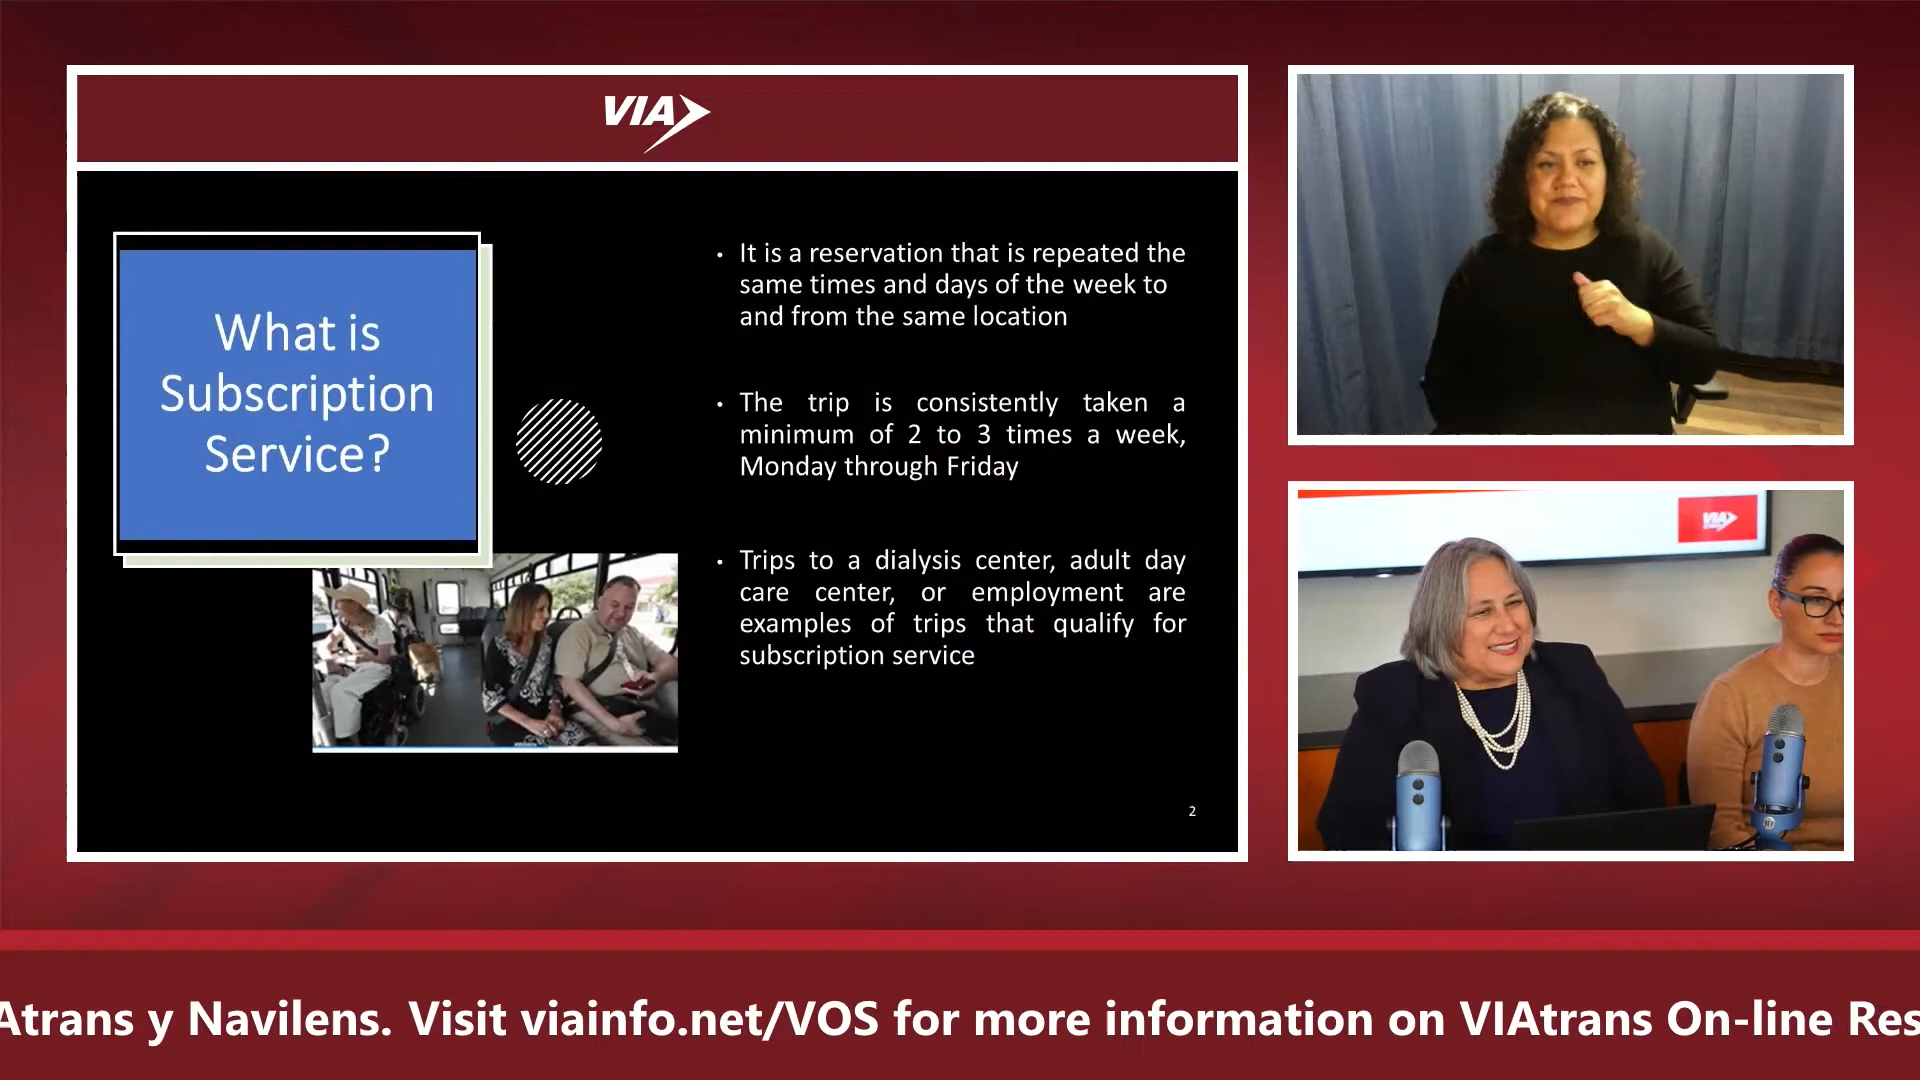 VIA
What is
Subscription
Service?
• It is a reservation that is repeated the
same times and days of the week to
and from the same location
• The trip is consistently taken a
minimum of 2 to 3 times a week,
Monday through Friday
• Trips to a dialysis center, adult day
care center, or employment are
examples of trips that qualify for
subscription service
2
VIA
Atrans y Navilens. Visit viainfo.net/VOS for more information on VIAtrans On-line Res